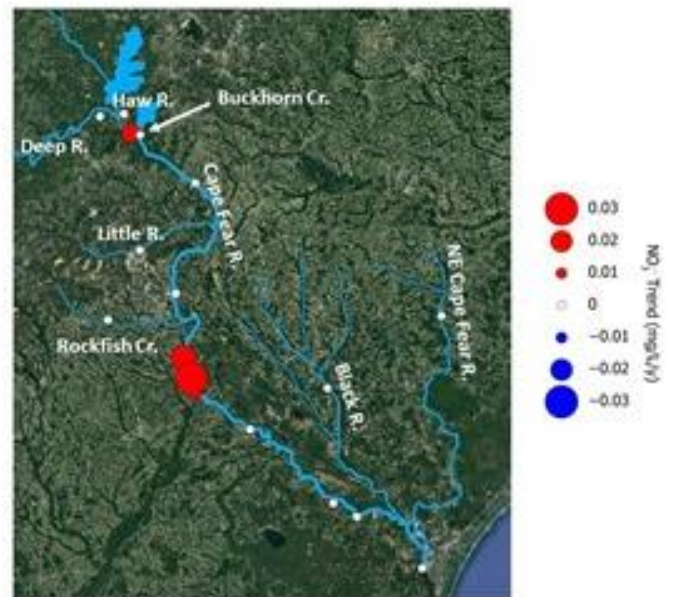 Haw R.
Buckhorn Cr.
Deep R.
Cape Fear R.
Little R.
NE Cape Fear R.
Rockfish Cr.
Black R.
0.03
0.02
0.01
0
−0.01
−0.02
−0.03
NO₃ Trend (mg/L/y)